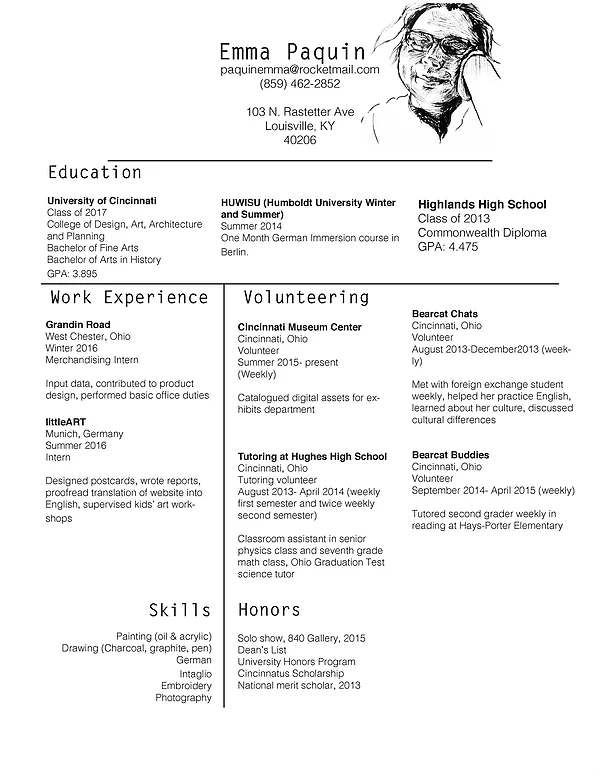 Emma Paquin
paquinemma@rocketmail.com
(859) 462-2852
103 N. Rastetter Ave
Louisville, KY
40206
Education
University of Cincinnati
Class of 2017
College of Design, Art, Architecture
and Planning
Bachelor of Fine Arts
Bachelor of Arts in History
GPA: 3.895
HUWISU (Humboldt University Winter
and Summer)
Summer 2014
One Month German Immersion course in
Berlin.
Highlands High School
Class of 2013
Commonwealth Diploma
GPA: 4.475
Work Experience
Grandin Road
West Chester, Ohio
Winter 2016
Merchandising Intern
Input data, contributed to product
design, performed basic office duties
littleART
Munich, Germany
Summer 2016
Intern
Designed postcards, wrote reports,
proofread translation of website into
English, supervised kids' art work-
shops
Volunteering
Cincinnati Museum Center
Cincinnati, Ohio
Volunteer
Summer 2015- present
(Weekly)
Catalogued digital assets for ex-
hibits department
Tutoring at Hughes High School
Cincinnati, Ohio
Tutoring volunteer
August 2013- April 2014 (weekly
first semester and twice weekly
second semester)
Classroom assistant in senior
physics class and seventh grade
math class, Ohio Graduation Test
science tutor
Bearcat Chats
Cincinnati, Ohio
Volunteer
August 2013-December2013 (week-
ly)
Met with foreign exchange student
weekly, helped her practice English,
learned about her culture, discussed
cultural differences
Bearcat Buddies
Cincinnati, Ohio
Volunteer
September 2014- April 2015 (weekly)
Tutored second grader weekly in
reading at Hays-Porter Elementary
Skills
Painting (oil & acrylic)
Drawing (Charcoal, graphite, pen)
German
Intaglio
Embroidery
Photography
Honors
Solo show, 840 Gallery, 2015
Dean's List
University Honors Program
Cincinnatus Scholarship
National merit scholar, 2013